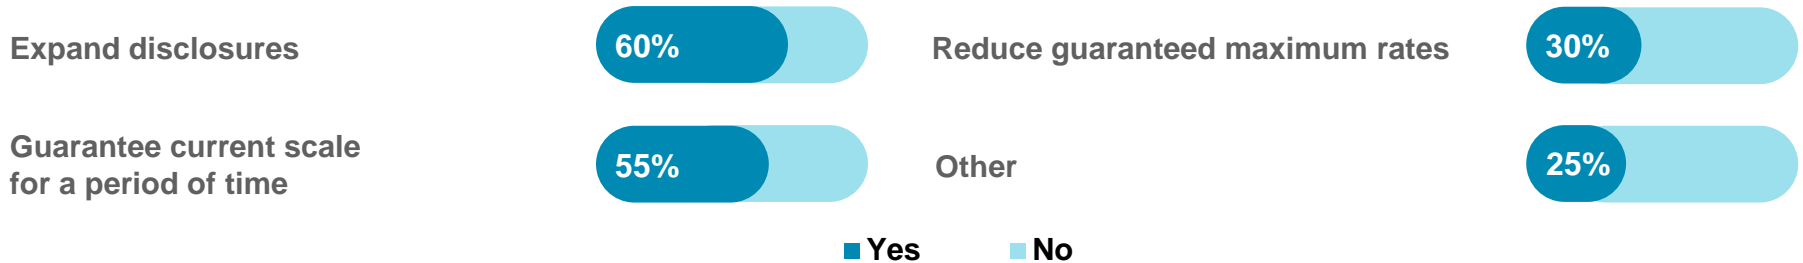 Expand disclosures
60%
Reduce guaranteed maximum rates
30%
Guarantee current scale
for a period of time
55%
Other
25%
Yes
No